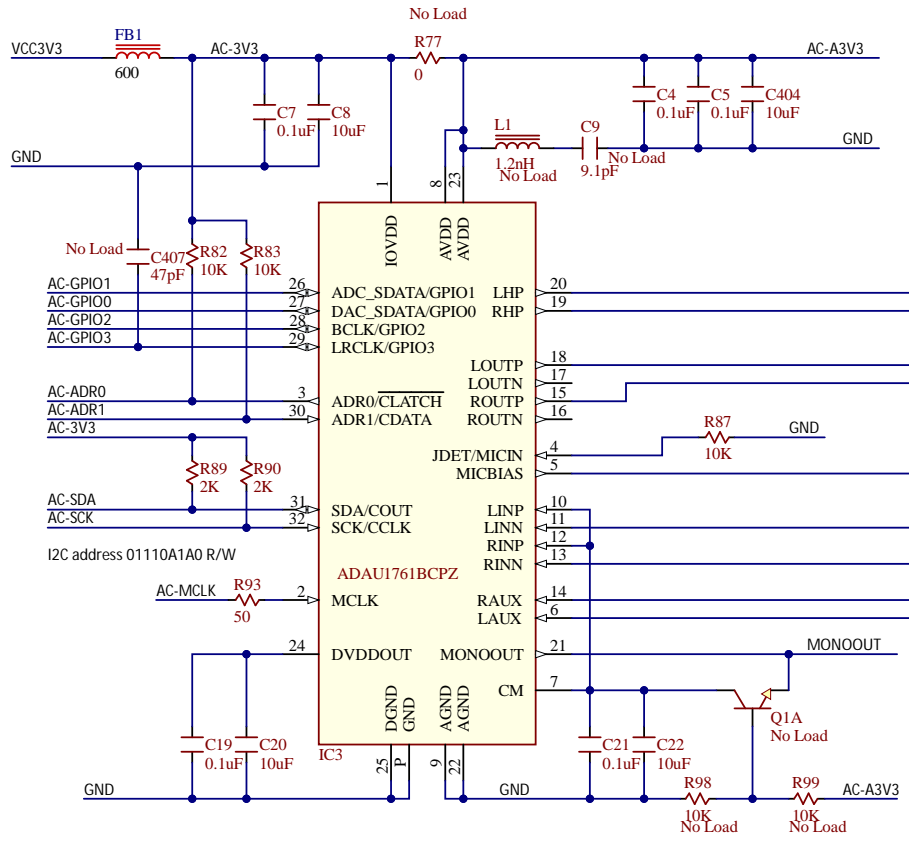 No Load
VCC3V3 FB1 AC-3V3 R77 AC-A3V3
600 0
C7 C8 C4 C5 C404
0.1uF 10uF 0.1uF 0.1uF 10uF
GND L1 C9 GND
1.2nH No Load
No Load 9.1pF
1 8 23
IOVDD AVDD AVDD
No Load C407 R82 R83
47pF 10K 10K
AC-GPIO1 26 ADC_SDATA/GPIO1 LHP 20
AC-GPIO0 27 DAC_SDATA/GPIO0 RHP 19
AC-GPIO2 28 BCLK/GPIO2
AC-GPIO3 29 LRCLK/GPIO3
LOUTP 18
LOUTN 17
AC-ADR0 3 ADR0/CLATCH ROUTP 15
AC-ADR1 30 ADR1/CDATA ROUTN 16
AC-3V3 R87 GND
10K
JDET/MICIN 4
R89 R90 MICBIAS 5
2K 2K
AC-SDA 31 SDA/COUT LINP 10
AC-SCK 32 SCK/CCLK LINN 11
RINP 12
I2C address 01110A1A0 R/W RINN 13
ADAU1761BCPZ
AC-MCLK R93 2 MCLK RAUX 14
50 LAUX 6
24 DVDDOUT MONOOUT 21 MONOOUT
CM 7
DGND GND AGND AGND
Q1A
No Load
C19 C20 IC3 C21 C22
0.1uF 10uF 0.1uF 10uF
25 P 9 22
GND GND R98 R99 AC-A3V3
10K 10K
No Load No Load